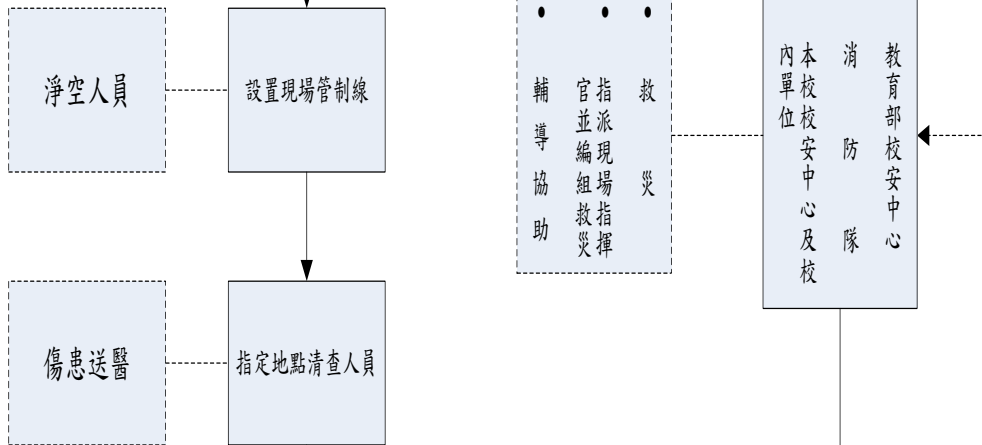 淨空人員
設置現場管制線
傷患送醫
指定地點清查人員
• 救災
• 指派現場指揮
官並編組救災
• 輔導協助
教育部校安中心
消防隊
本校校安中心及校
內單位